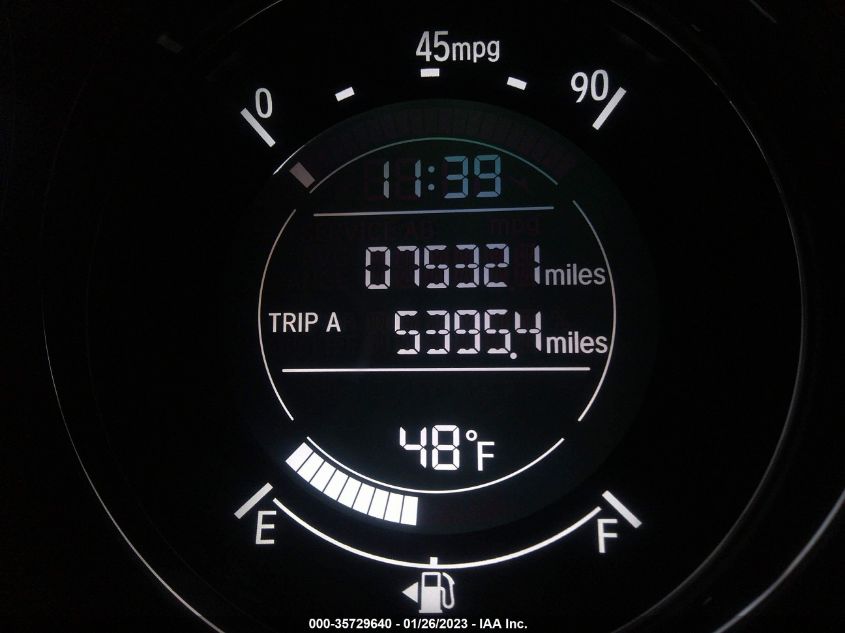 45mpg
0 90
11:39
075321 miles
TRIP A 5395.4 miles
48°F
E F
000-35729640 - 01/26/2023 - IAA Inc.